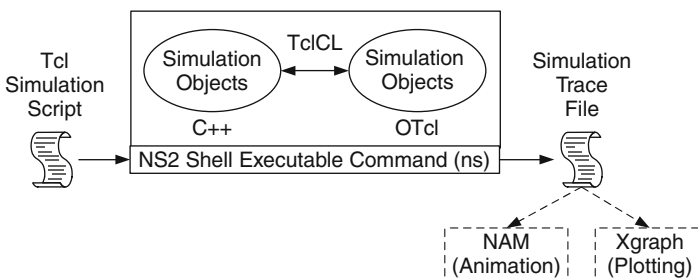 Tcl
Simulation
Script
TclCL
Simulation
Objects
Simulation
Objects
C++
OTcl
NS2 Shell Executable Command (ns)
Simulation
Trace
File
NAM
(Animation)
Xgraph
(Plotting)